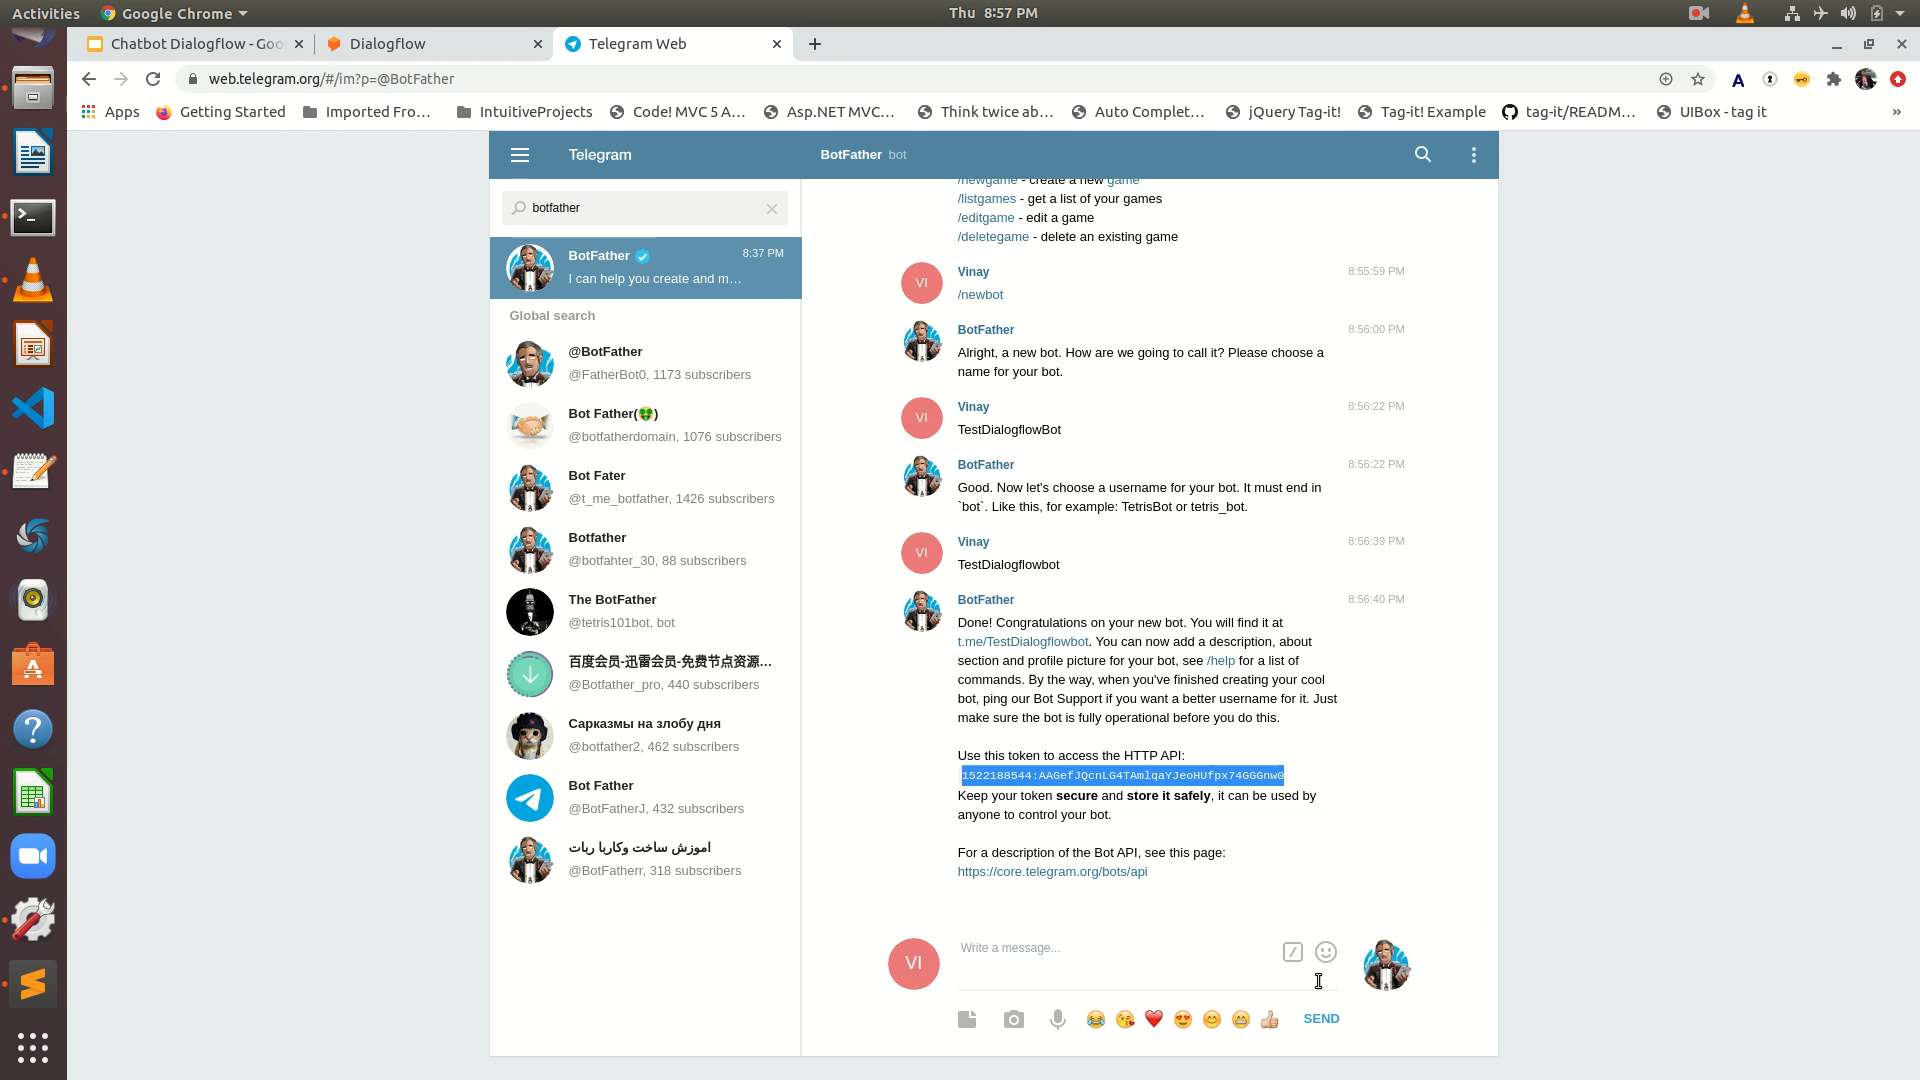 Activities Google Chrome Thu 8:57 PM
Chatbot Dialogflow - Goo Dialogflow Telegram Web
web.telegram.org/#/im?p=@BotFather
Apps Getting Started Imported Fro... IntuitiveProjects Code! MVC 5 A... Asp.NET MVC... Think twice ab... Auto Complet... jQuery Tag-it! Tag-it! Example tag-it/READM... UIBox - tag it »
Telegram
BotFather bot
botfather
BotFather 8:37 PM
I can help you create and m...
Global search
@BotFather
@FatherBot0, 1173 subscribers
Bot Father(🤑)
@botfatherdomain, 1076 subscribers
Bot Fater
@t_me_botfather, 1426 subscribers
Botfather
@botfahter_30, 88 subscribers
The BotFather
@tetris101bot, bot
百度会员-迅雷会员-免费节点资源...
@Botfather_pro, 440 subscribers
Сарказмы на злобу дня
@botfather2, 462 subscribers
Bot Father
@BotFatherJ, 432 subscribers
اموزش ساخت وکاربا ربات
@BotFatherr, 318 subscribers
/newgame - create a new game
/listgames - get a list of your games
/editgame - edit a game
/deletegame - delete an existing game
VI Vinay 8:55:59 PM
/newbot
BotFather 8:56:00 PM
Alright, a new bot. How are we going to call it? Please choose a
name for your bot.
VI Vinay 8:56:22 PM
TestDialogflowBot
BotFather 8:56:22 PM
Good. Now let's choose a username for your bot. It must end in
`bot`. Like this, for example: TetrisBot or tetris_bot.
VI Vinay 8:56:39 PM
TestDialogflowbot
BotFather 8:56:40 PM
Done! Congratulations on your new bot. You will find it at
t.me/TestDialogflowbot. You can now add a description, about
section and profile picture for your bot, see /help for a list of
commands. By the way, when you've finished creating your cool
bot, ping our Bot Support if you want a better username for it. Just
make sure the bot is fully operational before you do this.
Use this token to access the HTTP API:
1522188544:AAGefJQcnLG4TAmlqaYJeoHUfpx74GGGnw0
Keep your token secure and store it safely, it can be used by
anyone to control your bot.
For a description of the Bot API, see this page:
https://core.telegram.org/bots/api
VI
Write a message...
SEND